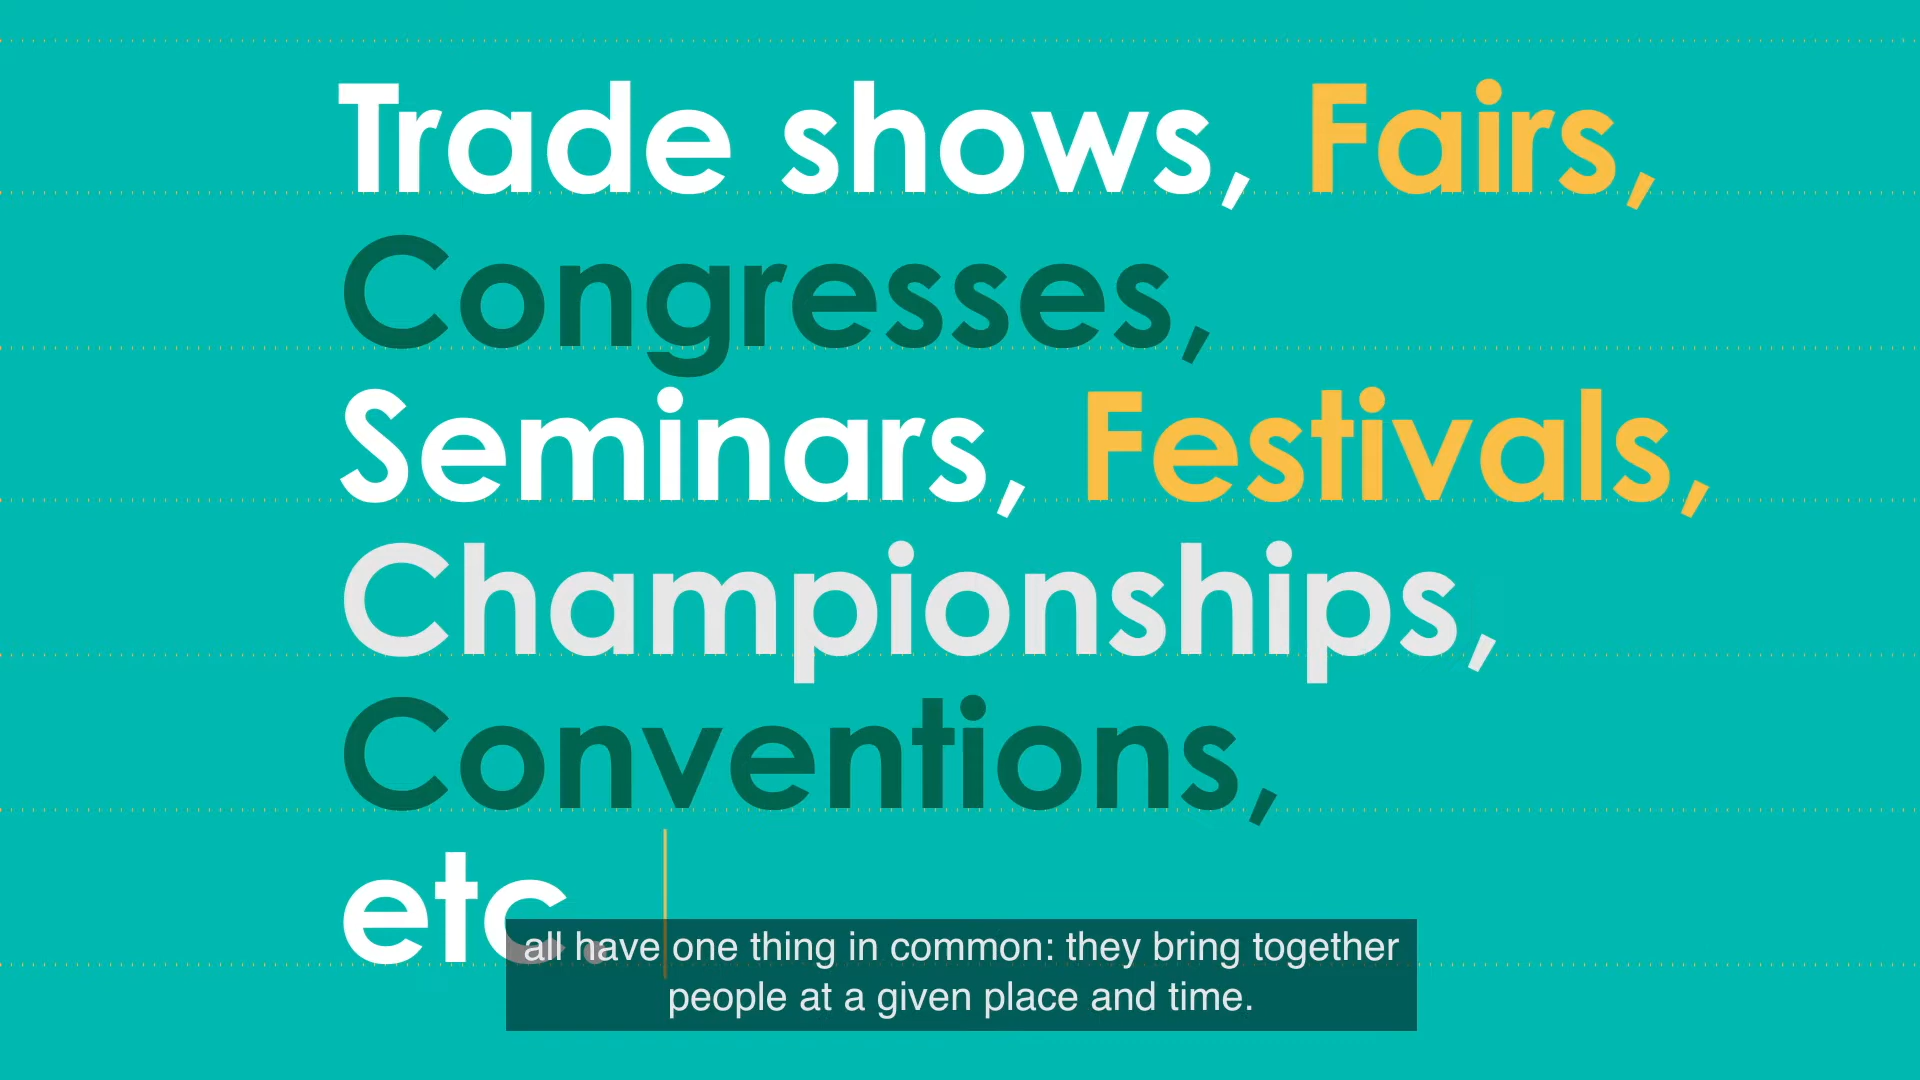 Trade shows, Fairs,
Congresses,
Seminars, Festivals,
Championships,
Conventions,
etc.
all have one thing in common: they bring together
people at a given place and time.